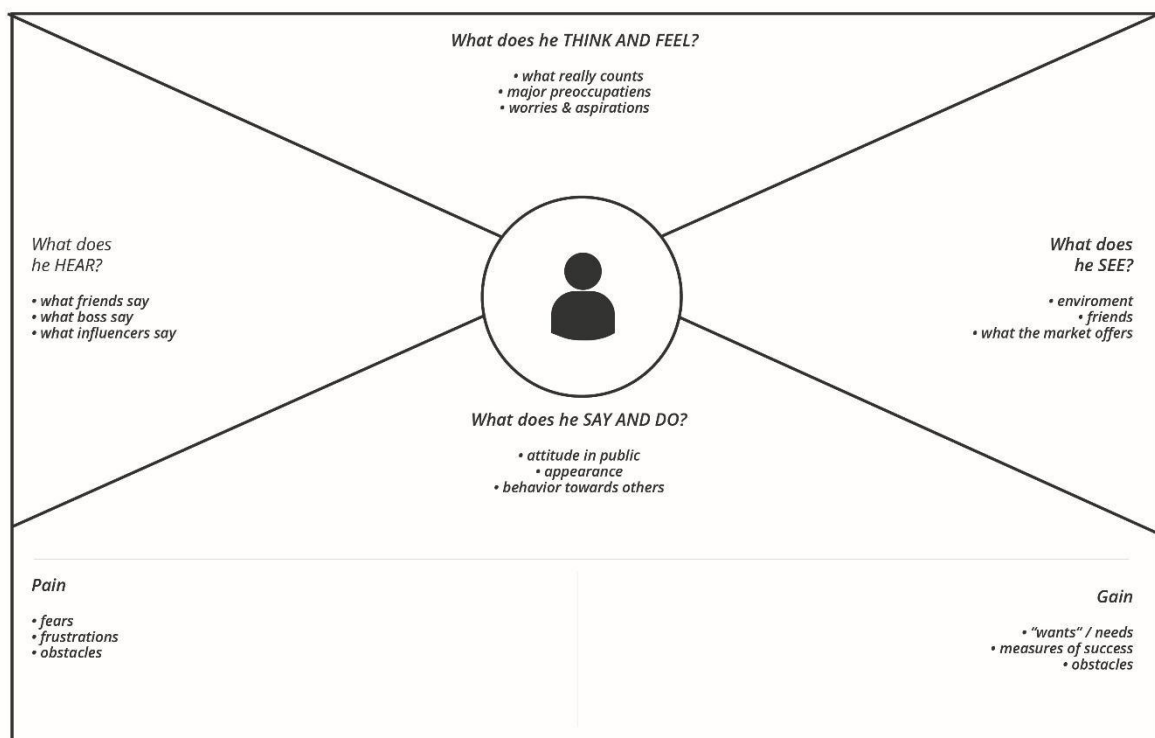 What does he THINK AND FEEL?
• what really counts
• major preoccupatiens
• worries & aspirations
What does
he HEAR?
• what friends say
• what boss say
• what influencers say
What does
he SEE?
• enviroment
• friends
• what the market offers
What does he SAY AND DO?
• attitude in public
• appearance
• behavior towards others
Pain
• fears
• frustrations
• obstacles
Gain
• “wants” / needs
• measures of success
• obstacles